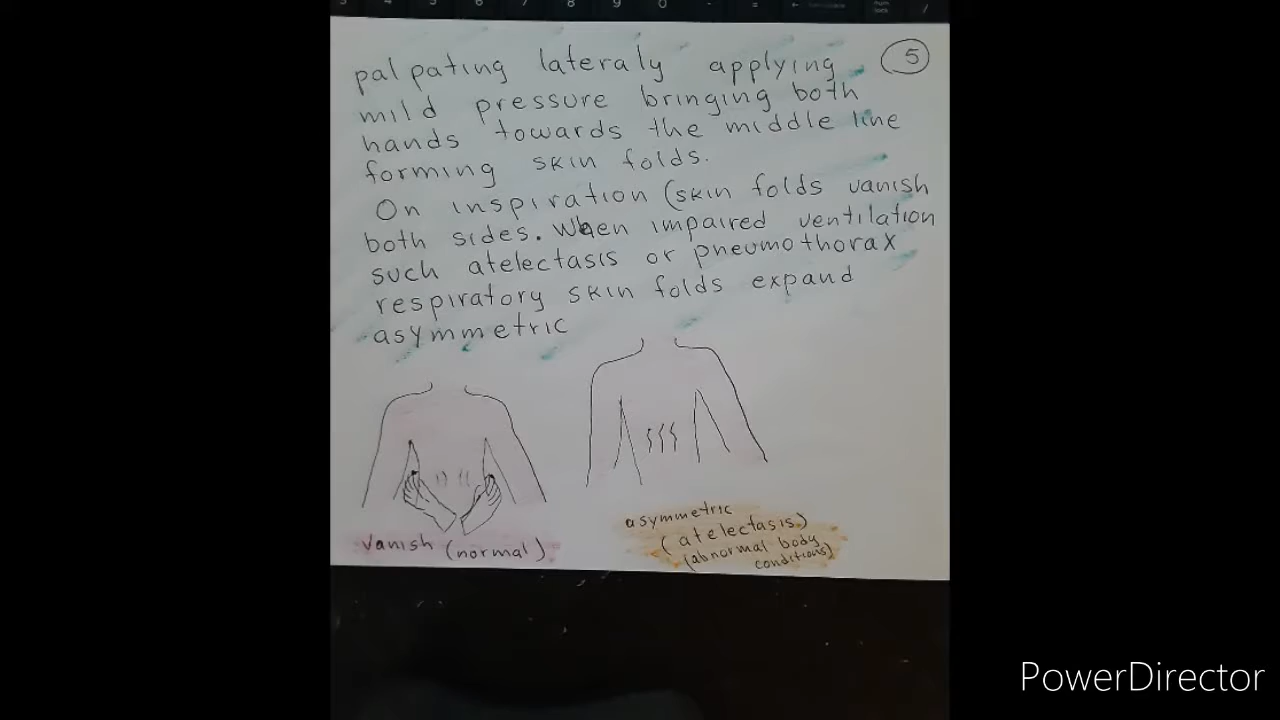 palpating lateraly applying
5
mild pressure bringing both
hands towards the middle line
forming skin folds.
On inspiration (skin folds vanish
both sides. When impaired ventilation
such atelectasis or pneumothorax
respiratory skin folds expand
asymmetric
asymmetric
(atelectasis)
(abnormal body
conditions)
vanish (normal)
PowerDirector